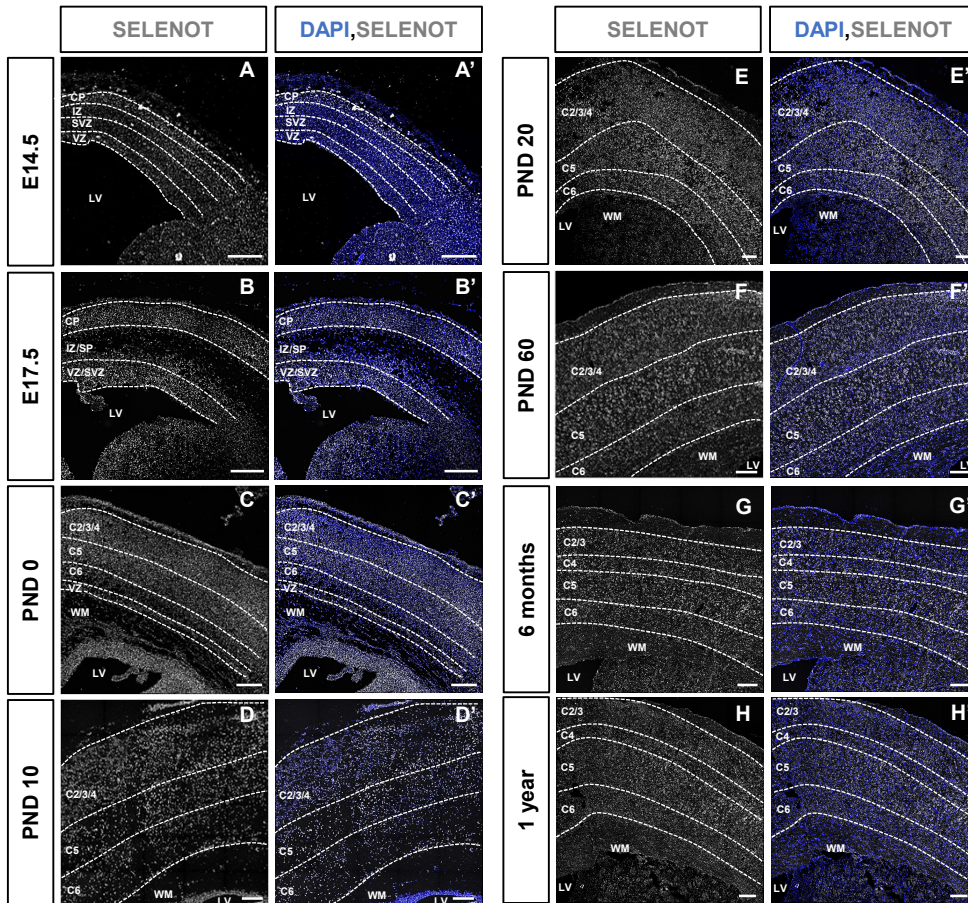 SELENOT
DAPI,SELENOT
E14.5
A
CP
IZ
SVZ
VZ
LV
A'
LV
E17.5
B
CP
IZ/SP
VZ/SVZ
LV
B'
CP
IZ/SP
VZ/SVZ
LV
PND 0
C
C2/3/4
C5
C6
VZ
WM
LV
C'
C2/3/4
C5
C6
VZ
WM
LV
PND 10
D
C2/3/4
C5
C6
WM
LV
D'
C2/3/4
C5
C6
WM
LV
SELENOT
DAPI,SELENOT
PND 20
E
C2/3/4
C5
C6
WM
LV
E'
C2/3/4
C5
C6
WM
LV
PND 60
F
C2/3/4
C5
C6
WM
LV
F'
C2/3/4
C5
C6
WM
LV
6 months
G
C2/3
C4
C5
C6
WM
LV
G'
C2/3
C4
C5
C6
WM
LV
1 year
H
C2/3
C4
C5
C6
WM
LV
H'
C2/3
C4
C5
C6
WM
LV